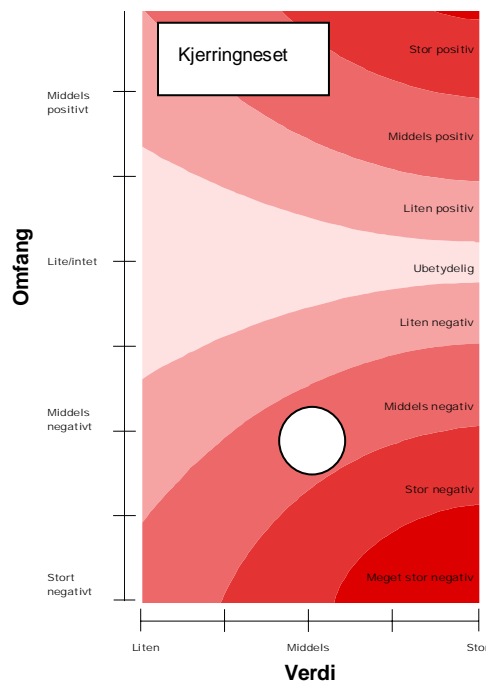 Kjerringneset
Stor positiv
Middels
positivt
Middels positiv
Liten positiv
Omfang
Lite/intet
Ubetydelig
Liten negativ
Middels negativ
Middels
negativt
Stor negativ
Stort
negativt
Meget stor negativ
Liten
Middels
Stor
Verdi